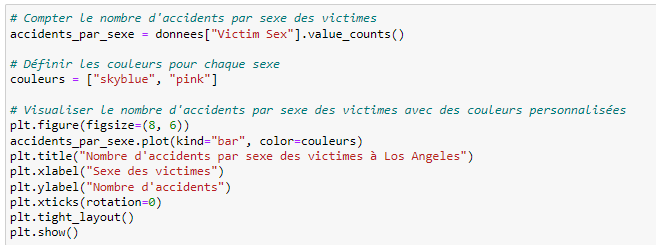 # Compter le nombre d'accidents par sexe des victimes
accidents_par_sexe = donnees["Victim Sex"].value_counts()
# Définir les couleurs pour chaque sexe
couleurs = ["skyblue", "pink"]
# Visualiser le nombre d'accidents par sexe des victimes avec des couleurs personnalisées
plt.figure(figsize=(8, 6))
accidents_par_sexe.plot(kind="bar", color=couleurs)
plt.title("Nombre d'accidents par sexe des victimes à Los Angeles")
plt.xlabel("Sexe des victimes")
plt.ylabel("Nombre d'accidents")
plt.xticks(rotation=0)
plt.tight_layout()
plt.show()